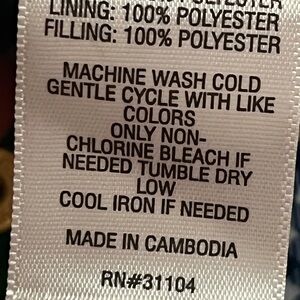 LINING: 100% POLYESTER
FILLING: 100% POLYESTER
MACHINE WASH COLD
GENTLE CYCLE WITH LIKE
COLORS
ONLY NON-
CHLORINE BLEACH IF
NEEDED TUMBLE DRY
LOW
COOL IRON IF NEEDED
MADE IN CAMBODIA
RN#31104